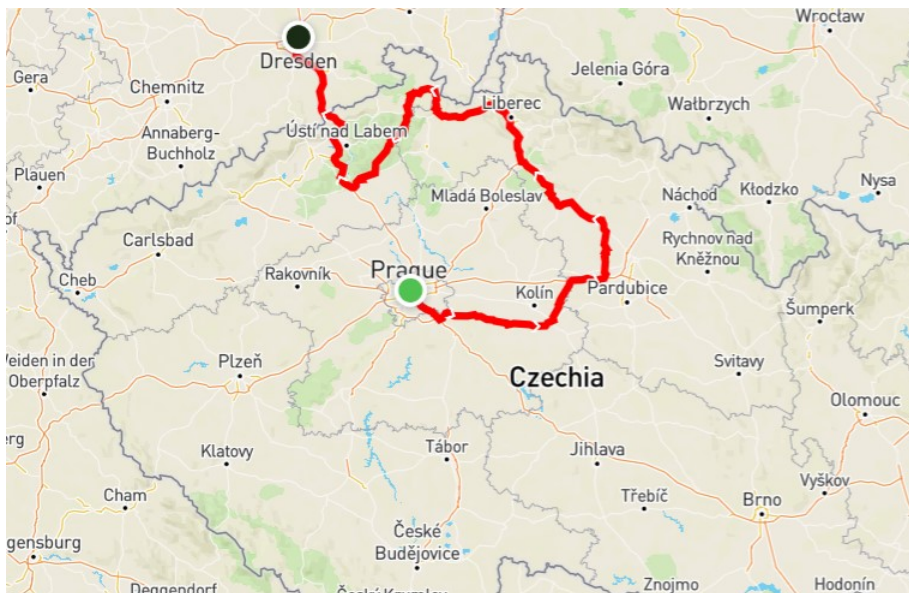 Wrocław
Dresden
Gera
Chemnitz
Jelenia Góra
Liberec
Wałbrzych
Annaberg-
Buchholz
Ústí nad Labem
Plauen
Mladá Boleslav
Náchod
Kłodzko
Nysa
Carlsbad
Rychnov nad
Kněžnou
Cheb
Rakovník
Prague
Kolín
Pardubice
Šumperk
Weiden in der
Oberpfalz
Plzeň
Svitavy
Czechia
Olomouc
Klatovy
Tábor
Jihlava
Vyškov
Cham
Třebíč
Brno
České
Budějovice
Znojmo
Hodonín